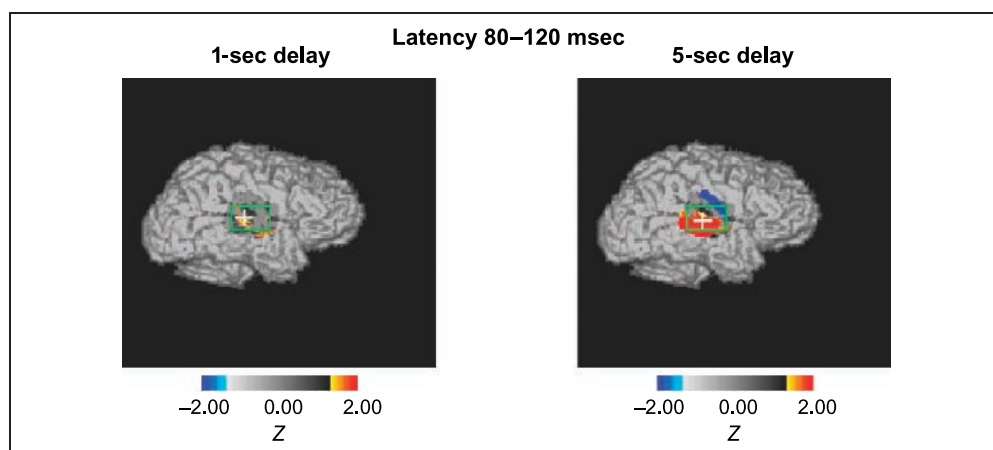 Latency 80–120 msec
1-sec delay
5-sec delay
–2.00 0.00 2.00
Z
–2.00 0.00 2.00
Z